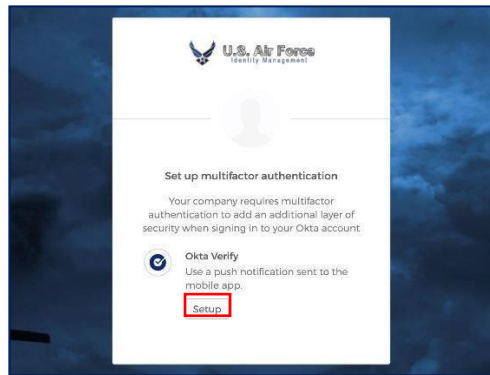 U.S. Air Force
Identity Management
Set up multifactor authentication
Your company requires multifactor
authentication to add an additional layer of
security when signing in to your Okta account
Okta Verify
Use a push notification sent to the
mobile app.
Setup